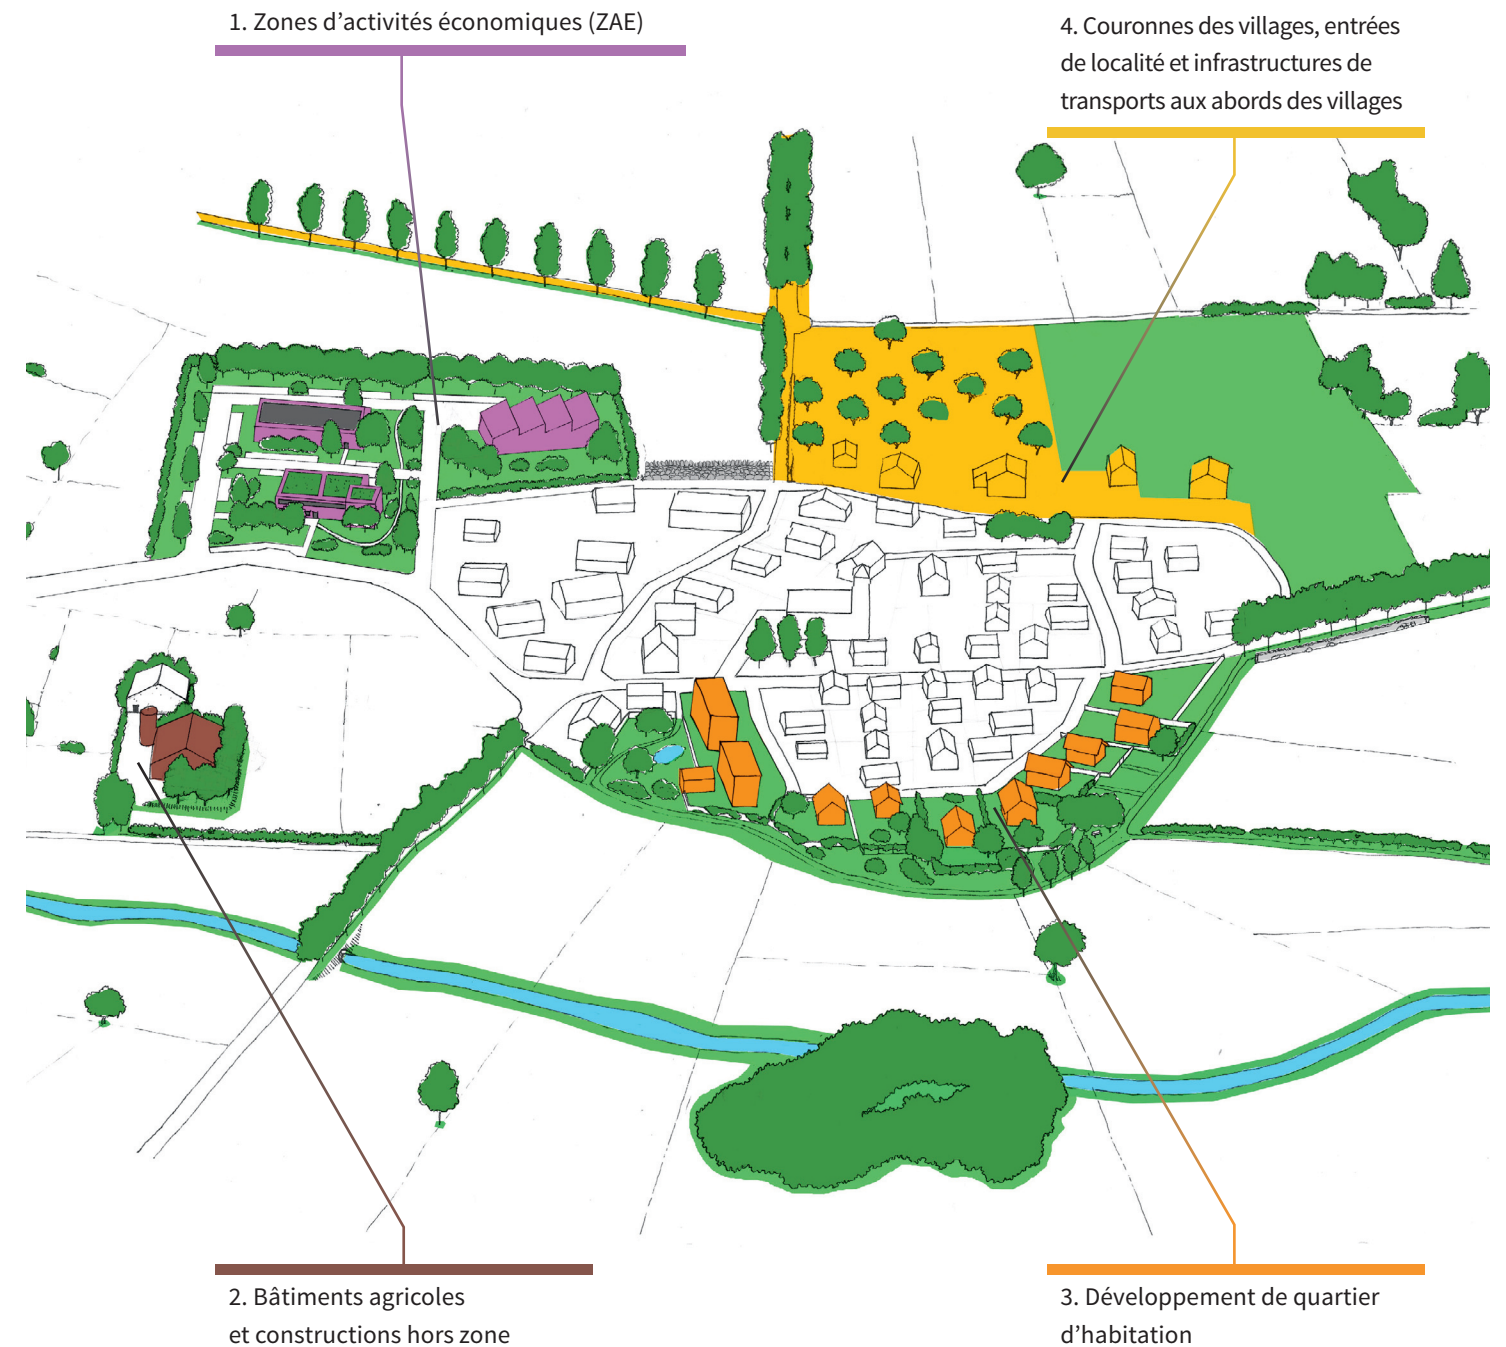 1. Zones d’activités économiques (ZAE)
4. Couronnes des villages, entrées
de localité et infrastructures de
transports aux abords des villages
2. Bâtiments agricoles
et constructions hors zone
3. Développement de quartier
d’habitation